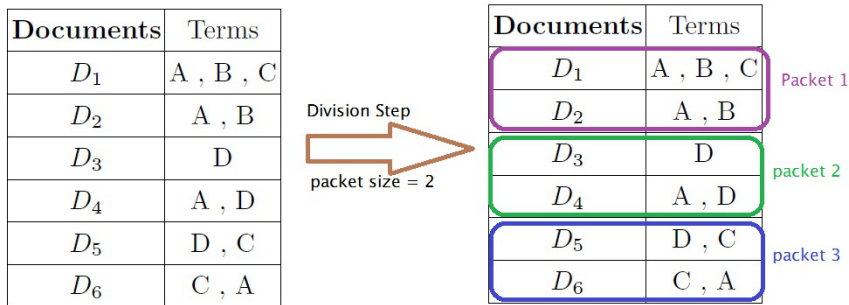 Documents Terms
D1 A , B , C
D2 A , B
D3 D
D4 A , D
D5 D , C
D6 C , A
Division Step
packet size = 2
Documents Terms
D1 A , B , C
D2 A , B
D3 D
D4 A , D
D5 D , C
D6 C , A
Packet 1
packet 2
packet 3